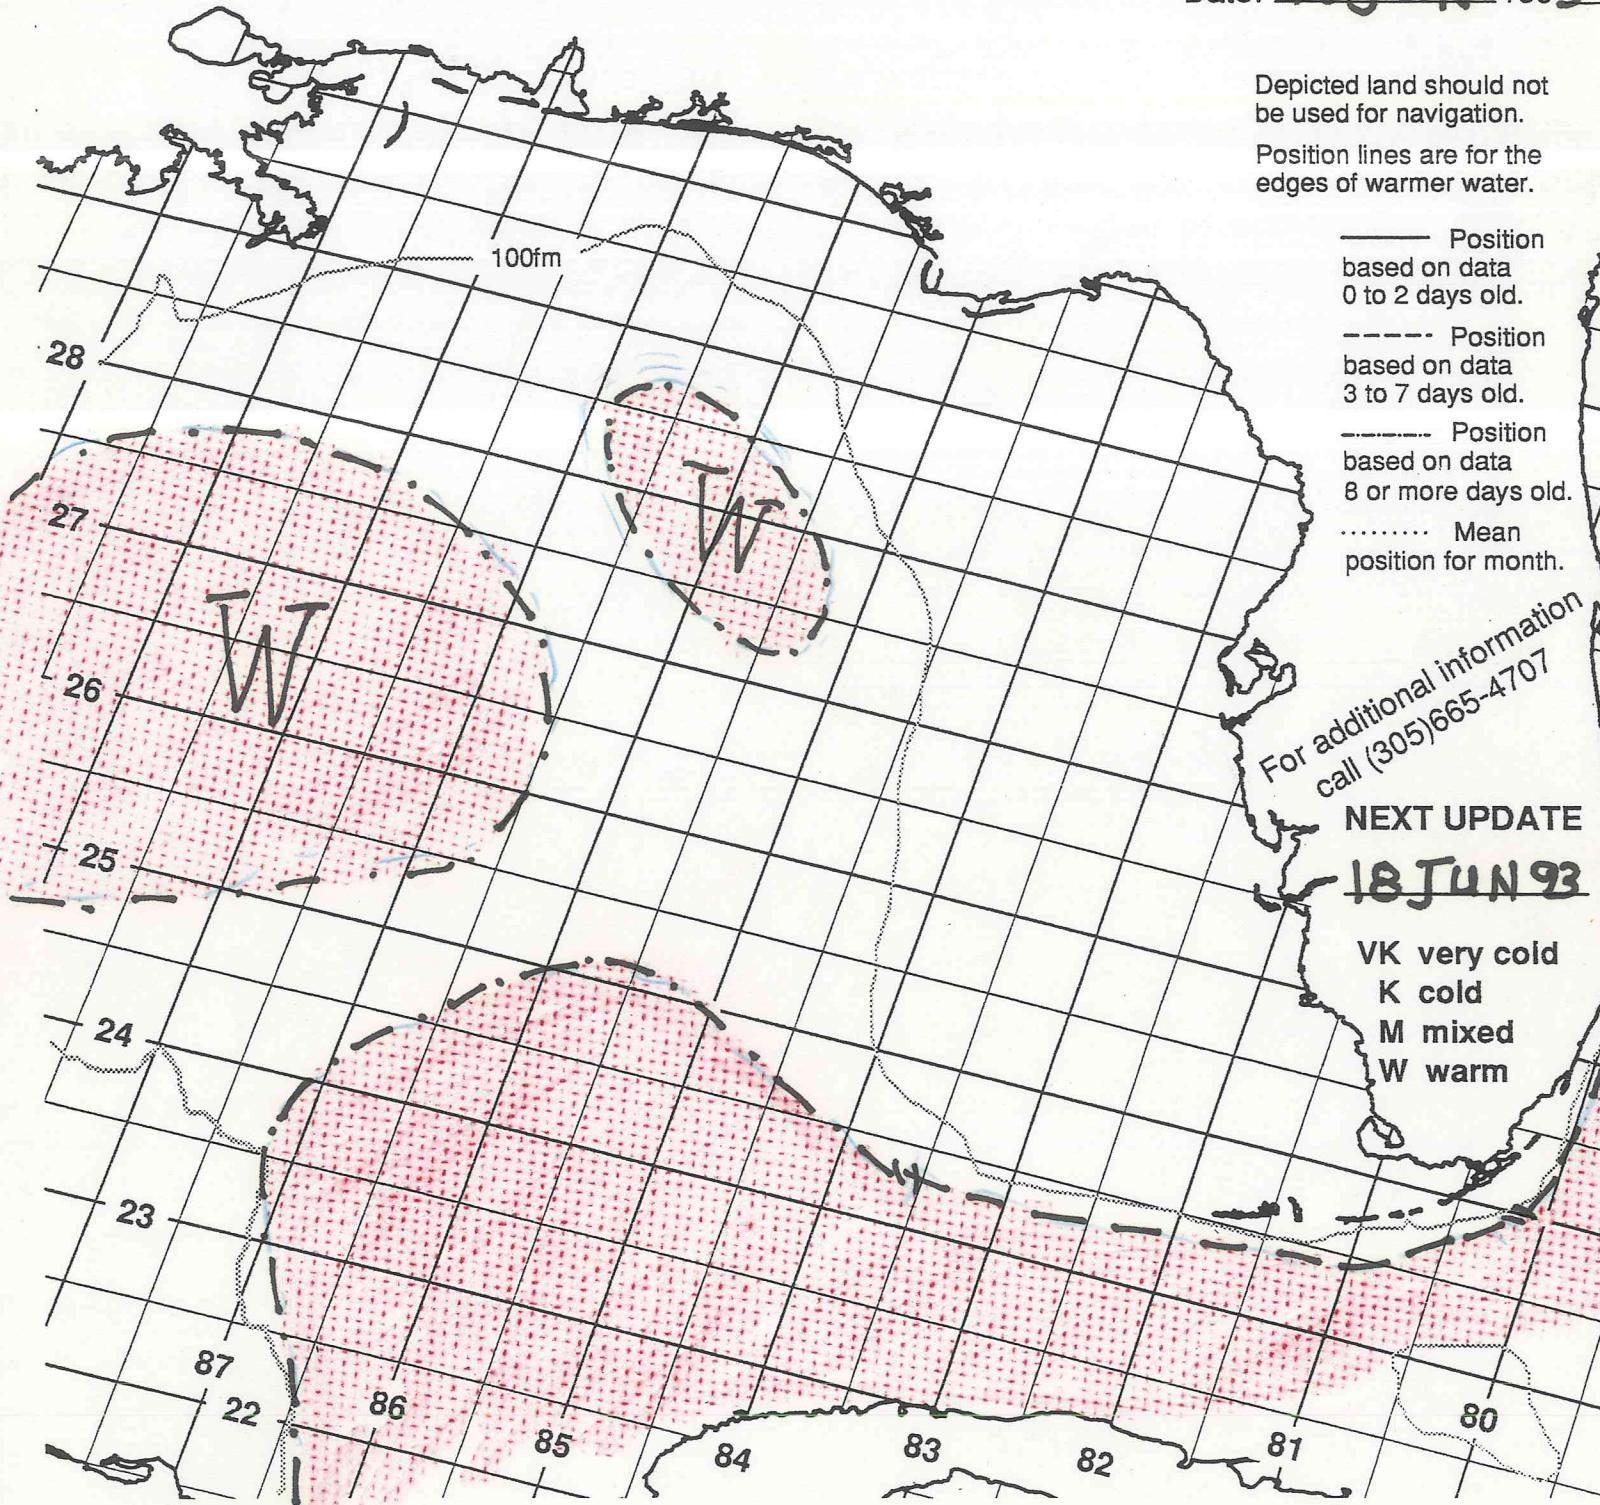 Depicted land should not
be used for navigation.
Position lines are for the
edges of warmer water.
Position
based on data
0 to 2 days old.
Position
based on data
3 to 7 days old.
Position
based on data
8 or more days old.
Mean
position for month.
For additional information
call (305)665-4707
NEXT UPDATE
18 JUN 93
VK very cold
K cold
M mixed
W warm
100fm
28
27
26
25
24
23
22
W
W
87
86
85
84
83
82
81
80